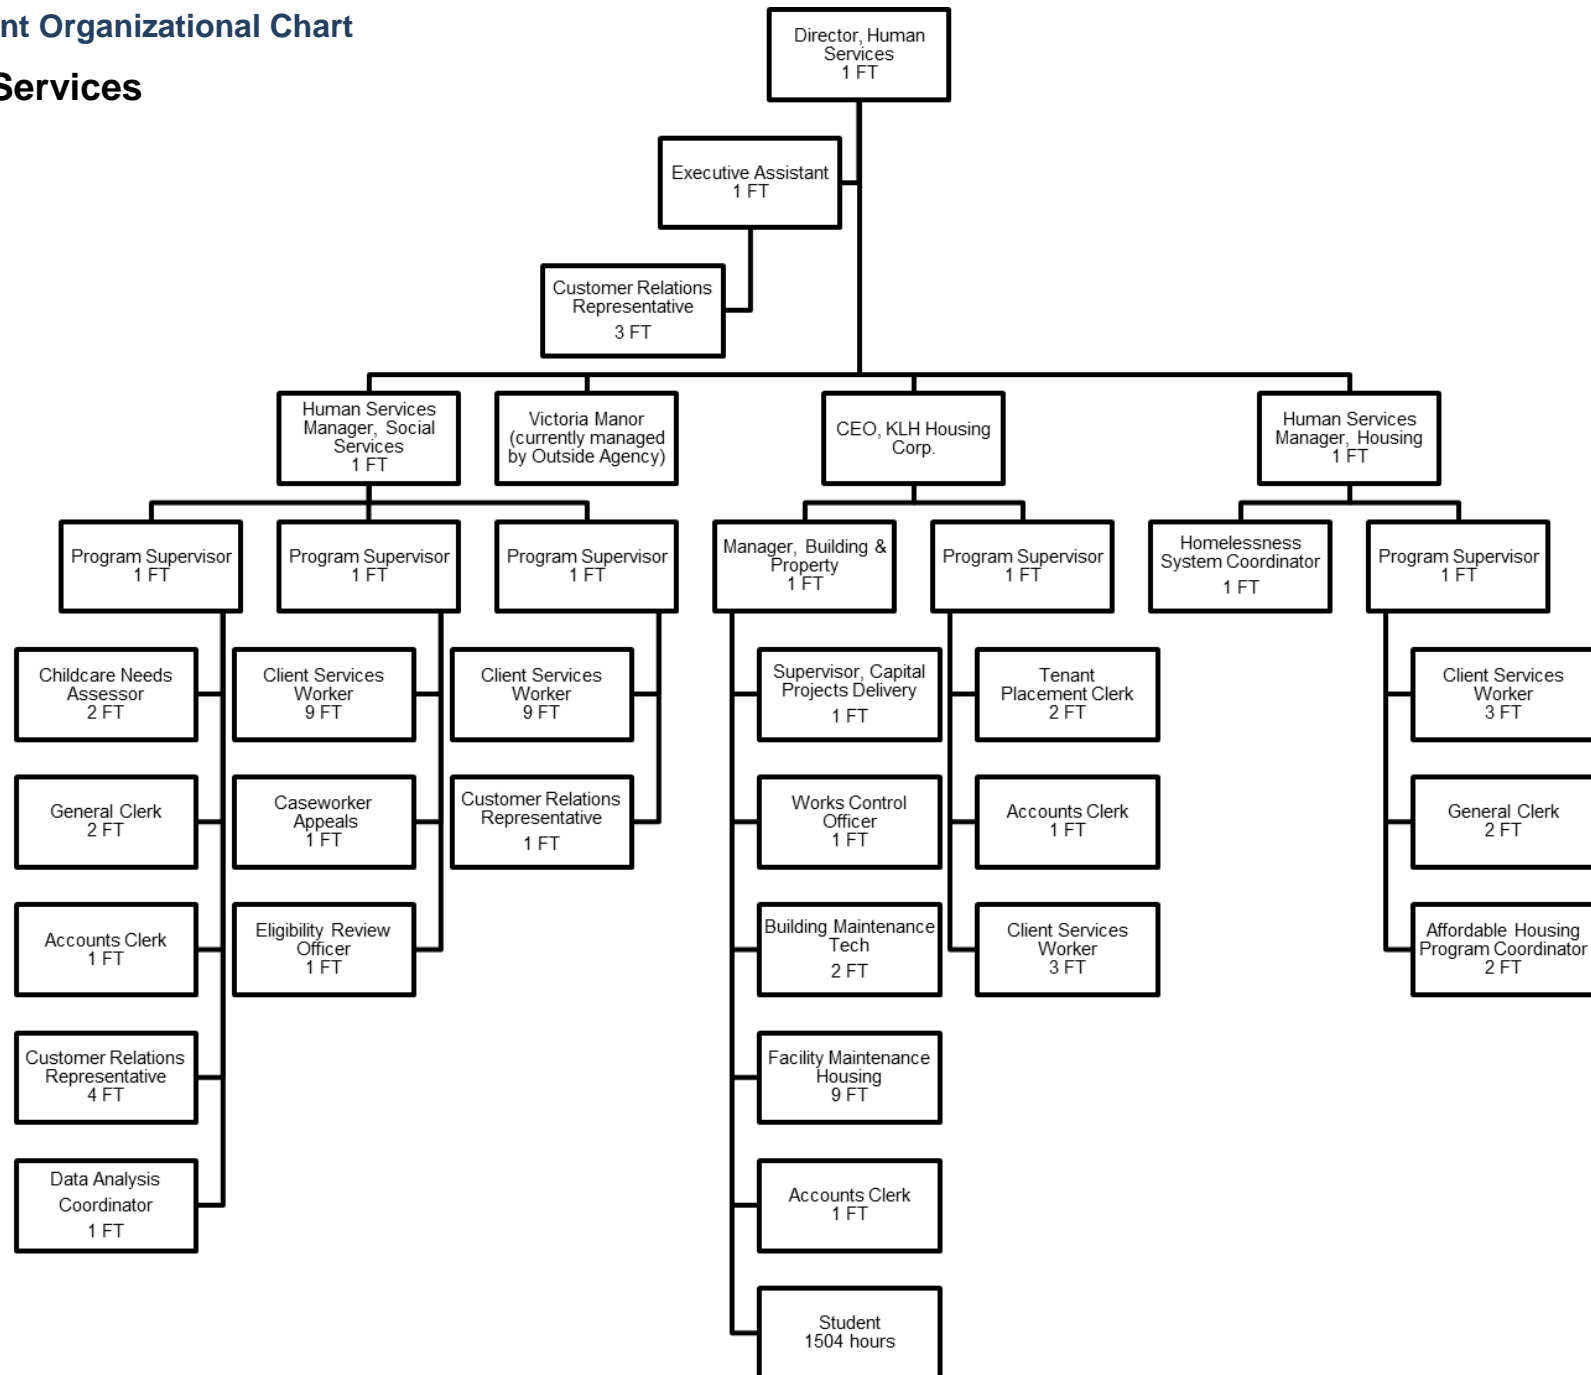 nt Organizational Chart
Services
Director, Human
Services
1 FT
Executive Assistant
1 FT
Customer Relations
Representative
3 FT
Human Services
Manager, Social
Services
1 FT
Victoria Manor
(currently managed
by Outside Agency)
CEO, KLH Housing
Corp.
Human Services
Manager, Housing
1 FT
Program Supervisor
1 FT
Program Supervisor
1 FT
Program Supervisor
1 FT
Manager, Building &
Property
1 FT
Program Supervisor
1 FT
Homelessness
System Coordinator
1 FT
Program Supervisor
1 FT
Childcare Needs
Assessor
2 FT
Client Services
Worker
9 FT
Client Services
Worker
9 FT
Supervisor, Capital
Projects Delivery
1 FT
Tenant
Placement Clerk
2 FT
Client Services
Worker
3 FT
General Clerk
2 FT
Caseworker
Appeals
1 FT
Customer Relations
Representative
1 FT
Works Control
Officer
1 FT
Accounts Clerk
1 FT
General Clerk
2 FT
Accounts Clerk
1 FT
Eligibility Review
Officer
1 FT
Building Maintenance
Tech
2 FT
Client Services
Worker
3 FT
Affordable Housing
Program Coordinator
2 FT
Customer Relations
Representative
4 FT
Facility Maintenance
Housing
9 FT
Data Analysis
Coordinator
1 FT
Accounts Clerk
1 FT
Student
1504 hours